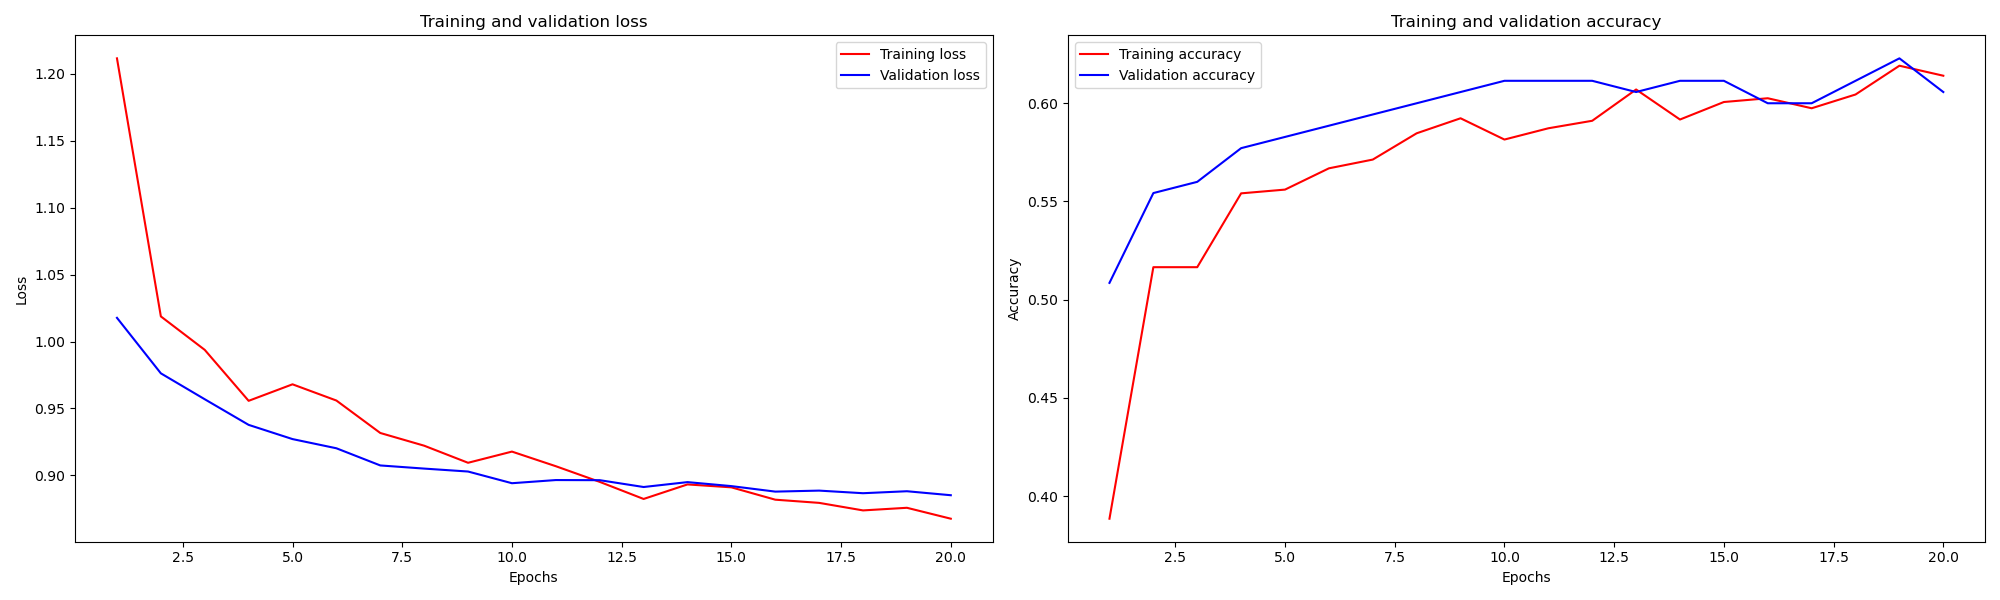 Training and validation loss
Training loss
Validation loss
1.20
1.15
1.10
1.05
1.00
0.95
0.90
Loss
2.5 5.0 7.5 10.0 12.5 15.0 17.5 20.0
Epochs
Training and validation accuracy
Training accuracy
Validation accuracy
0.60
0.55
0.50
0.45
0.40
Accuracy
2.5 5.0 7.5 10.0 12.5 15.0 17.5 20.0
Epochs